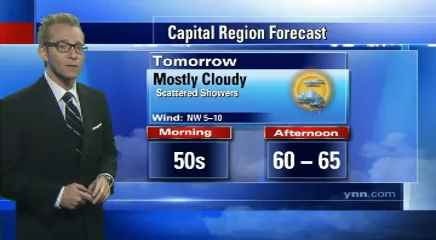 Capital Region Forecast
Tomorrow
Mostly Cloudy
Scattered Showers
Wind: NW 5–10
Morning
Afternoon
50s
60 – 65
ynn.com